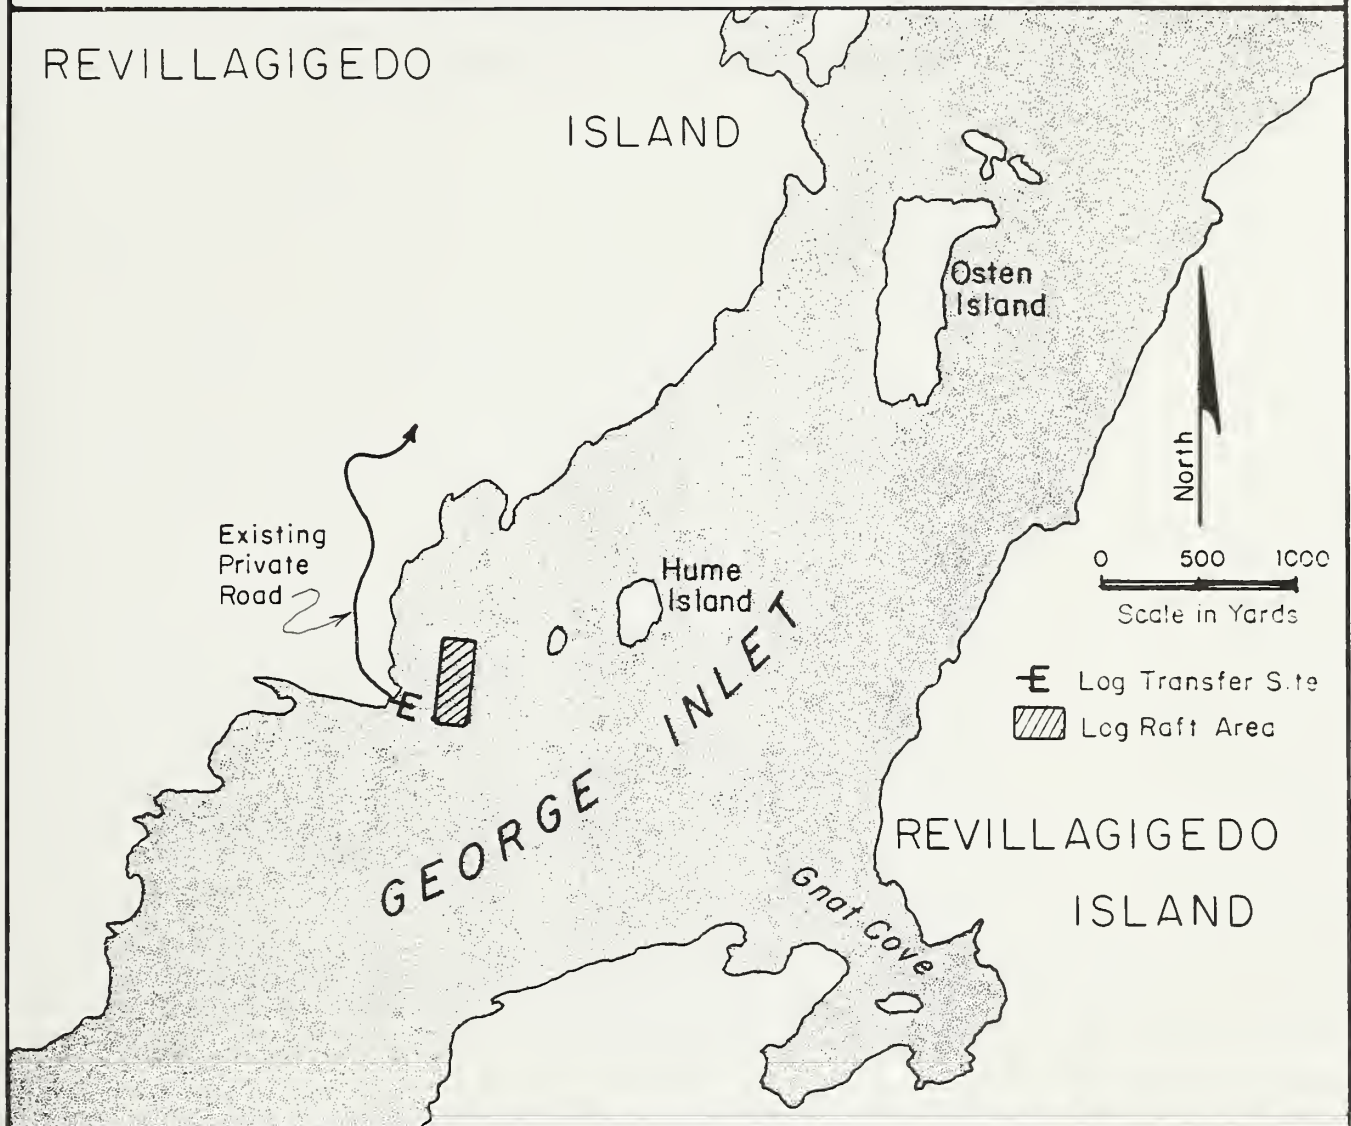 REVILLAGIGEDO
ISLAND
Osten
Island
North
Existing
Private
Road
Hume
Island
0 500 1000
Scale in Yards
GEORGE INLET
E Log Transfer Site
Log Raft Area
REVILLAGIGEDO
ISLAND
Gnat Cove